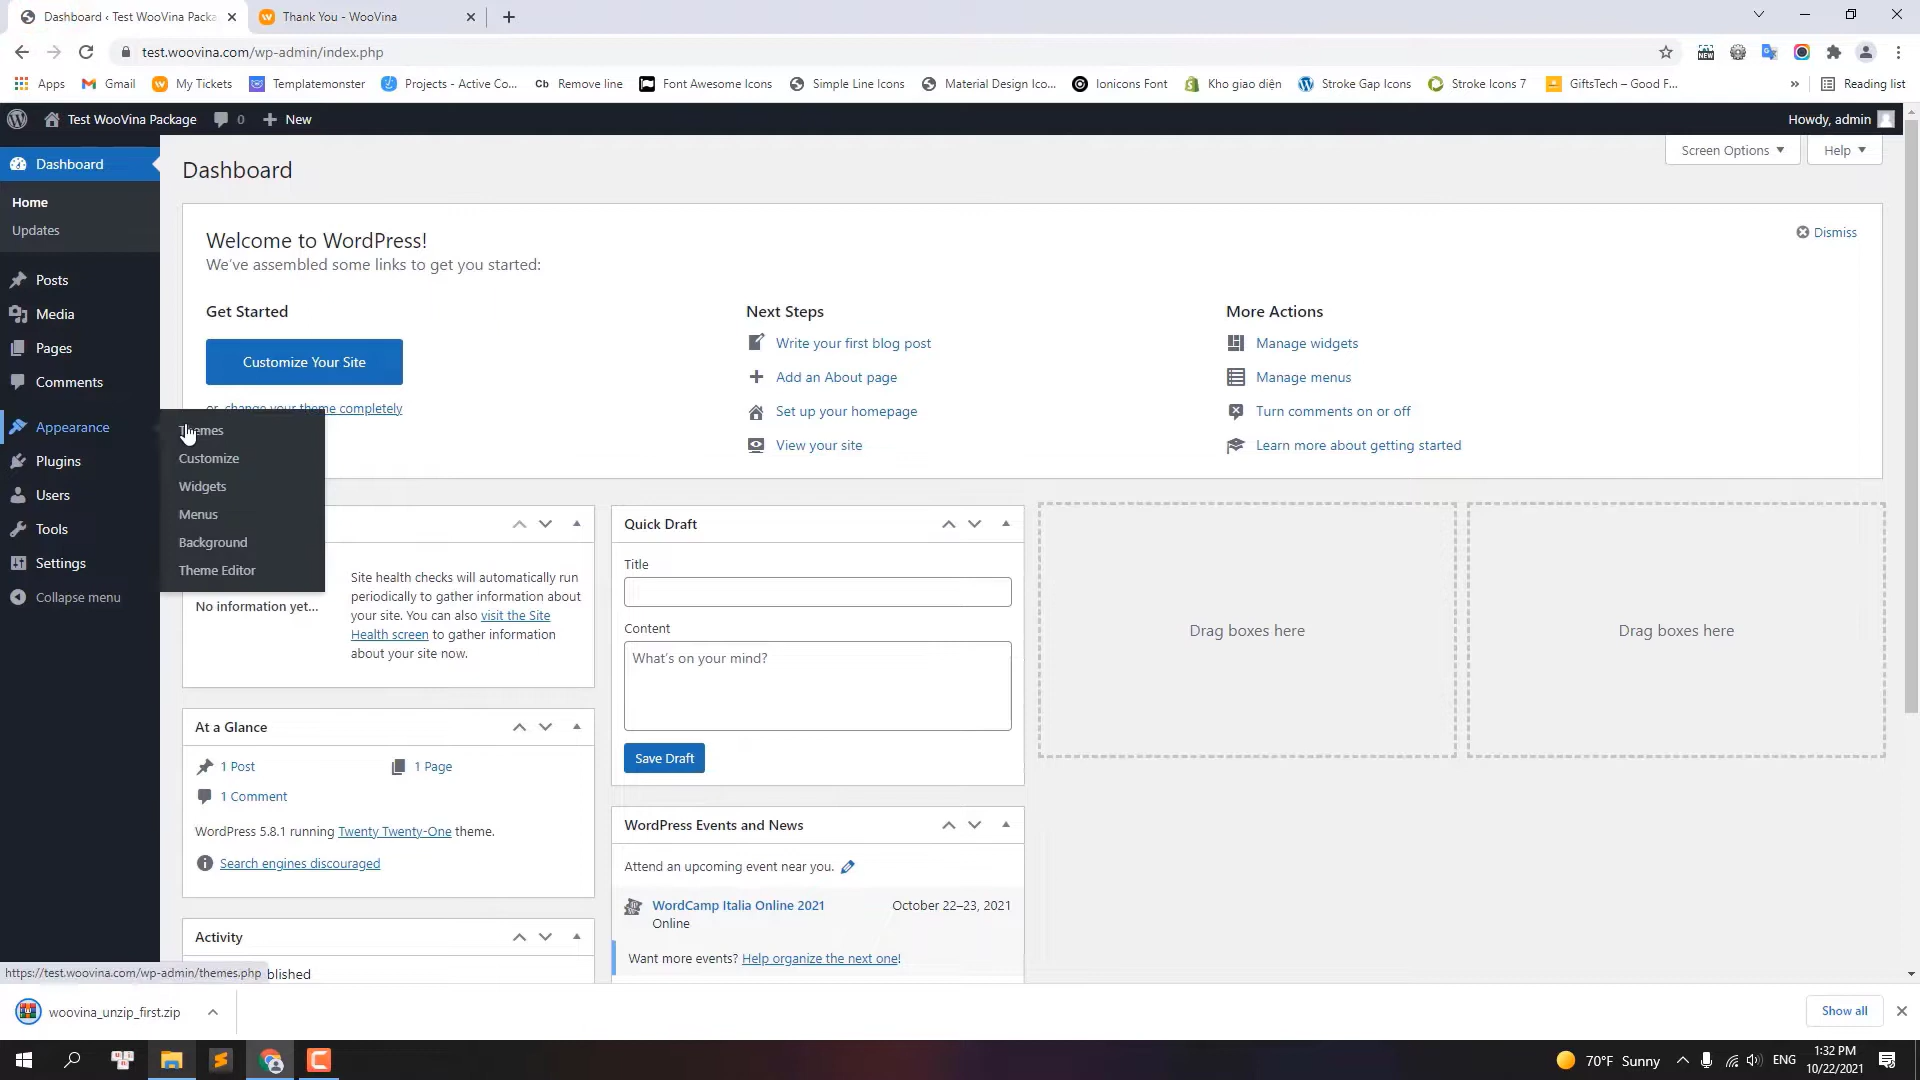 Dashboard ‹ Test WooVina Packa
Thank You - WooVina
test.woovina.com/wp-admin/index.php
Apps
Gmail
My Tickets
Templatemonster
Projects - Active Co...
Cb
Remove line
Font Awesome Icons
Simple Line Icons
Material Design Ico...
Ionicons Font
Kho giao diện
Stroke Gap Icons
Stroke Icons 7
GiftsTech – Good F...
Reading list
Test WooVina Package
0
New
Howdy, admin
Dashboard
Home
Updates
Posts
Media
Pages
Comments
Appearance
Plugins
Users
Tools
Settings
Collapse menu
Themes
Customize
Widgets
Menus
Background
Theme Editor
Dashboard
Screen Options
Help
Welcome to WordPress!
We've assembled some links to get you started:
Dismiss
Get Started
Customize Your Site
or, change your theme completely
Next Steps
Write your first blog post
Add an About page
Set up your homepage
View your site
More Actions
Manage widgets
Manage menus
Turn comments on or off
Learn more about getting started
No information yet...
Site health checks will automatically run
periodically to gather information about
your site. You can also visit the Site
Health screen to gather information
about your site now.
At a Glance
1 Post
1 Page
1 Comment
WordPress 5.8.1 running Twenty Twenty-One theme.
Search engines discouraged
Activity
blished
Quick Draft
Title
Content
What's on your mind?
Save Draft
WordPress Events and News
Attend an upcoming event near you.
WordCamp Italia Online 2021
October 22–23, 2021
Online
Want more events? Help organize the next one!
Drag boxes here
Drag boxes here
https://test.woovina.com/wp-admin/themes.php
woovina_unzip_first.zip
Show all
70°F Sunny
ENG
1:32 PM
10/22/2021